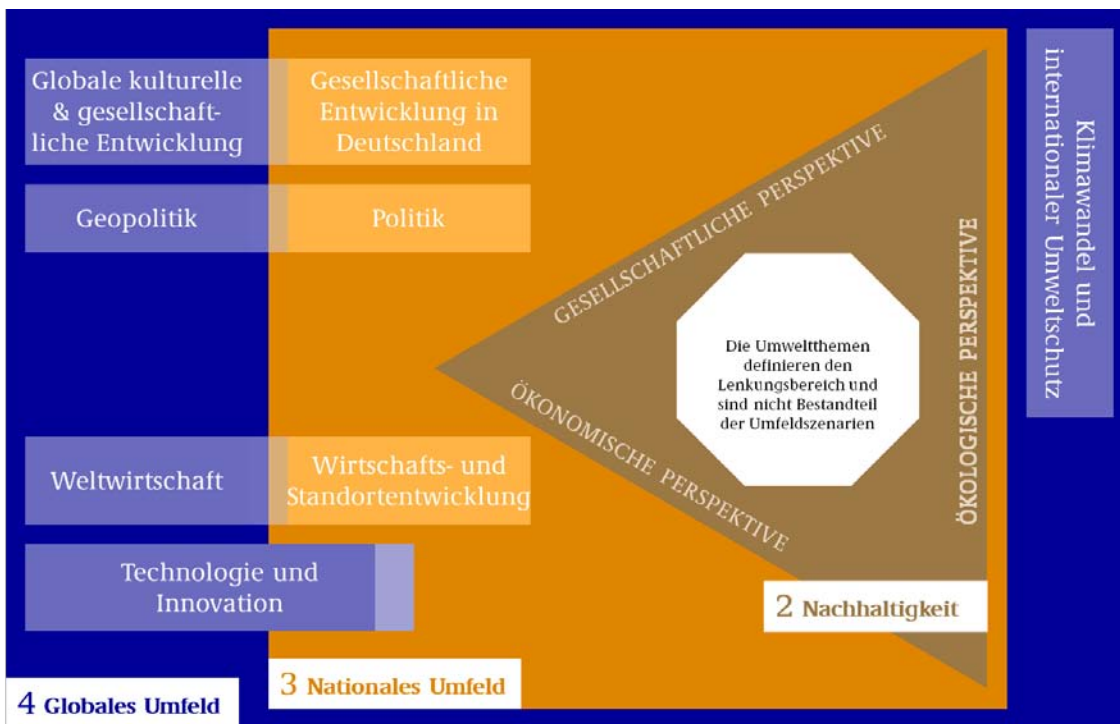 Globale kulturelle
& gesellschaft-
liche Entwicklung
Gesellschaftliche
Entwicklung in
Deutschland
Geopolitik
Politik
Weltwirtschaft
Wirtschafts- und
Standortentwicklung
Technologie und
Innovation
GESELLSCHAFTLICHE PERSPEKTIVE
ÖKONOMISCHE PERSPEKTIVE
ÖKOLOGISCHE PERSPEKTIVE
Die Umweltthemen
definieren den
Lenkungsbereich und
sind nicht Bestandteil
der Umfeldszenarien
Klimawandel und
internationaler Umweltschutz
2 Nachhaltigkeit
3 Nationales Umfeld
4 Globales Umfeld